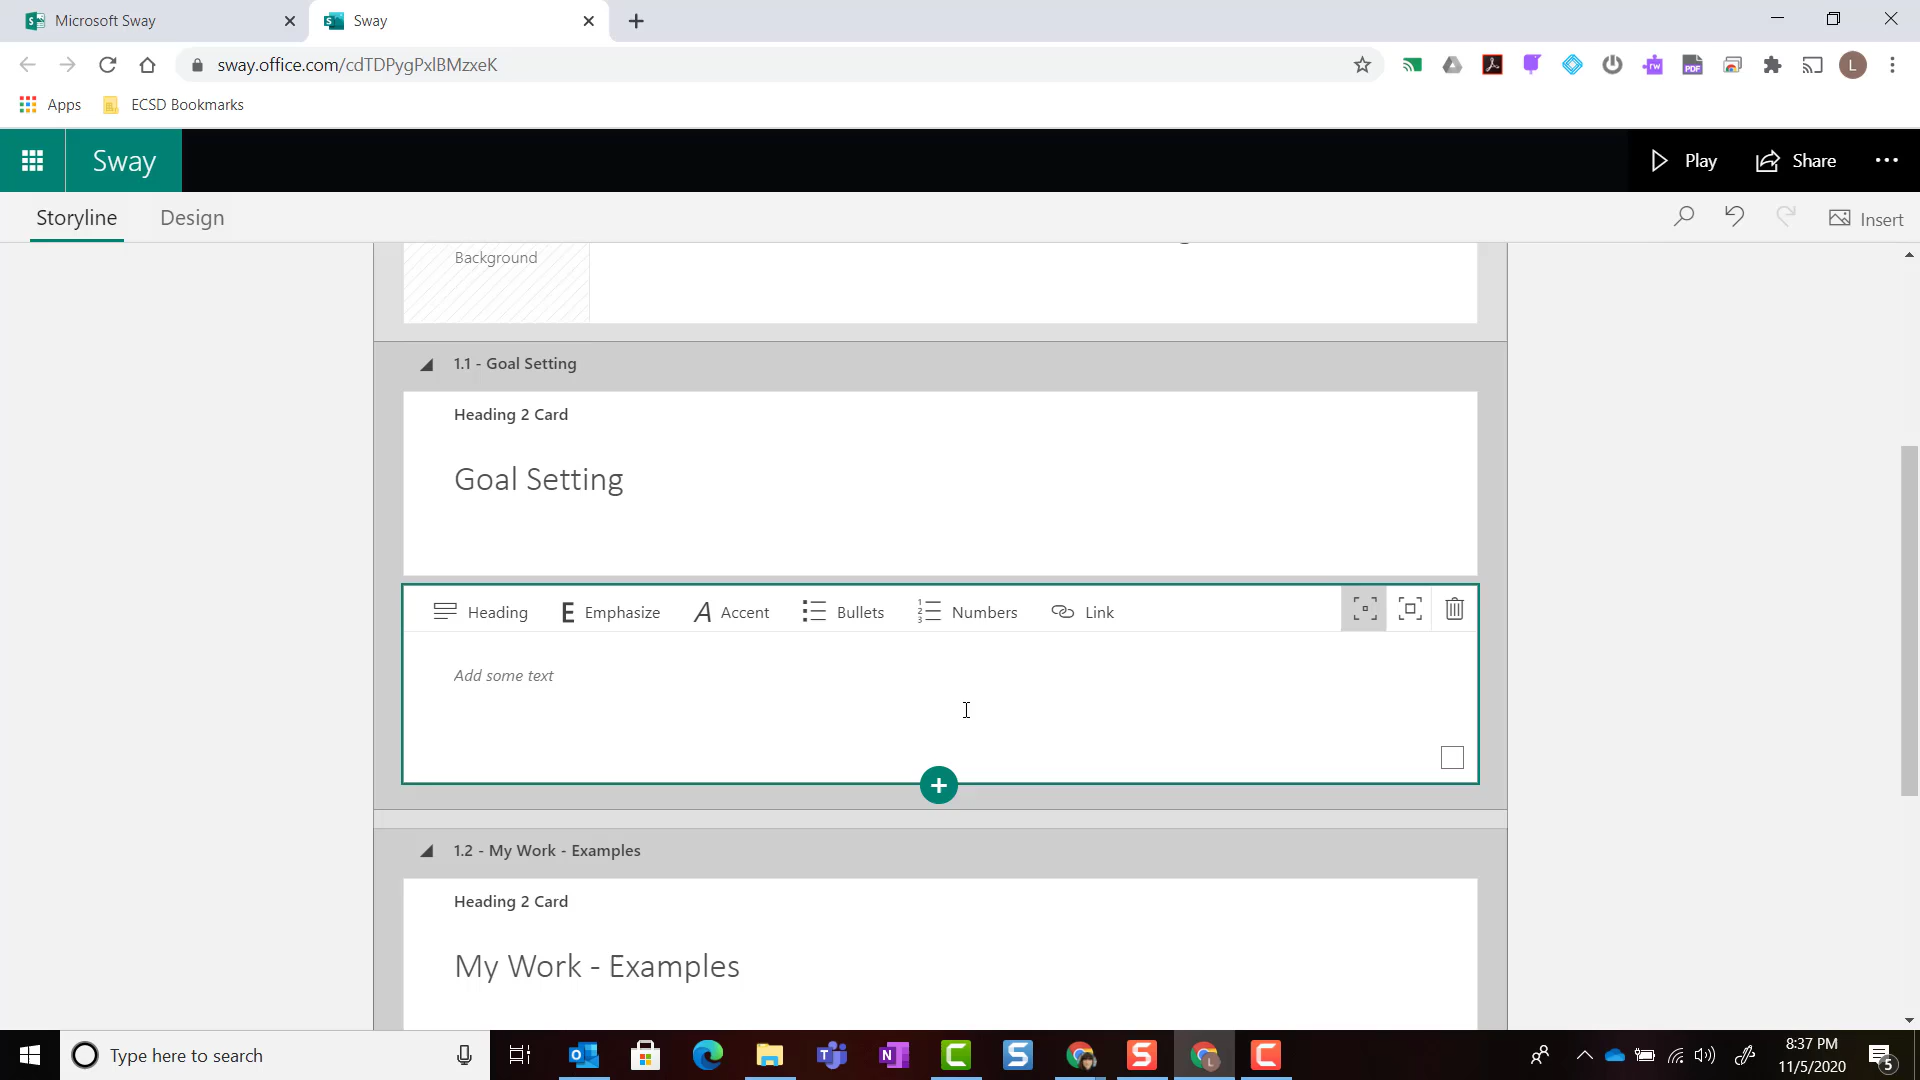 Microsoft Sway
Sway
sway.office.com/cdTDPygPxlBMzxeK
L
Apps
ECSD Bookmarks
Sway
Play
Share
Storyline
Design
Insert
Background
1.1 - Goal Setting
Heading 2 Card
Goal Setting
Heading
E Emphasize
A Accent
Bullets
Numbers
Link
Add some text
1.2 - My Work - Examples
Heading 2 Card
My Work - Examples
Type here to search
8:37 PM
11/5/2020
5